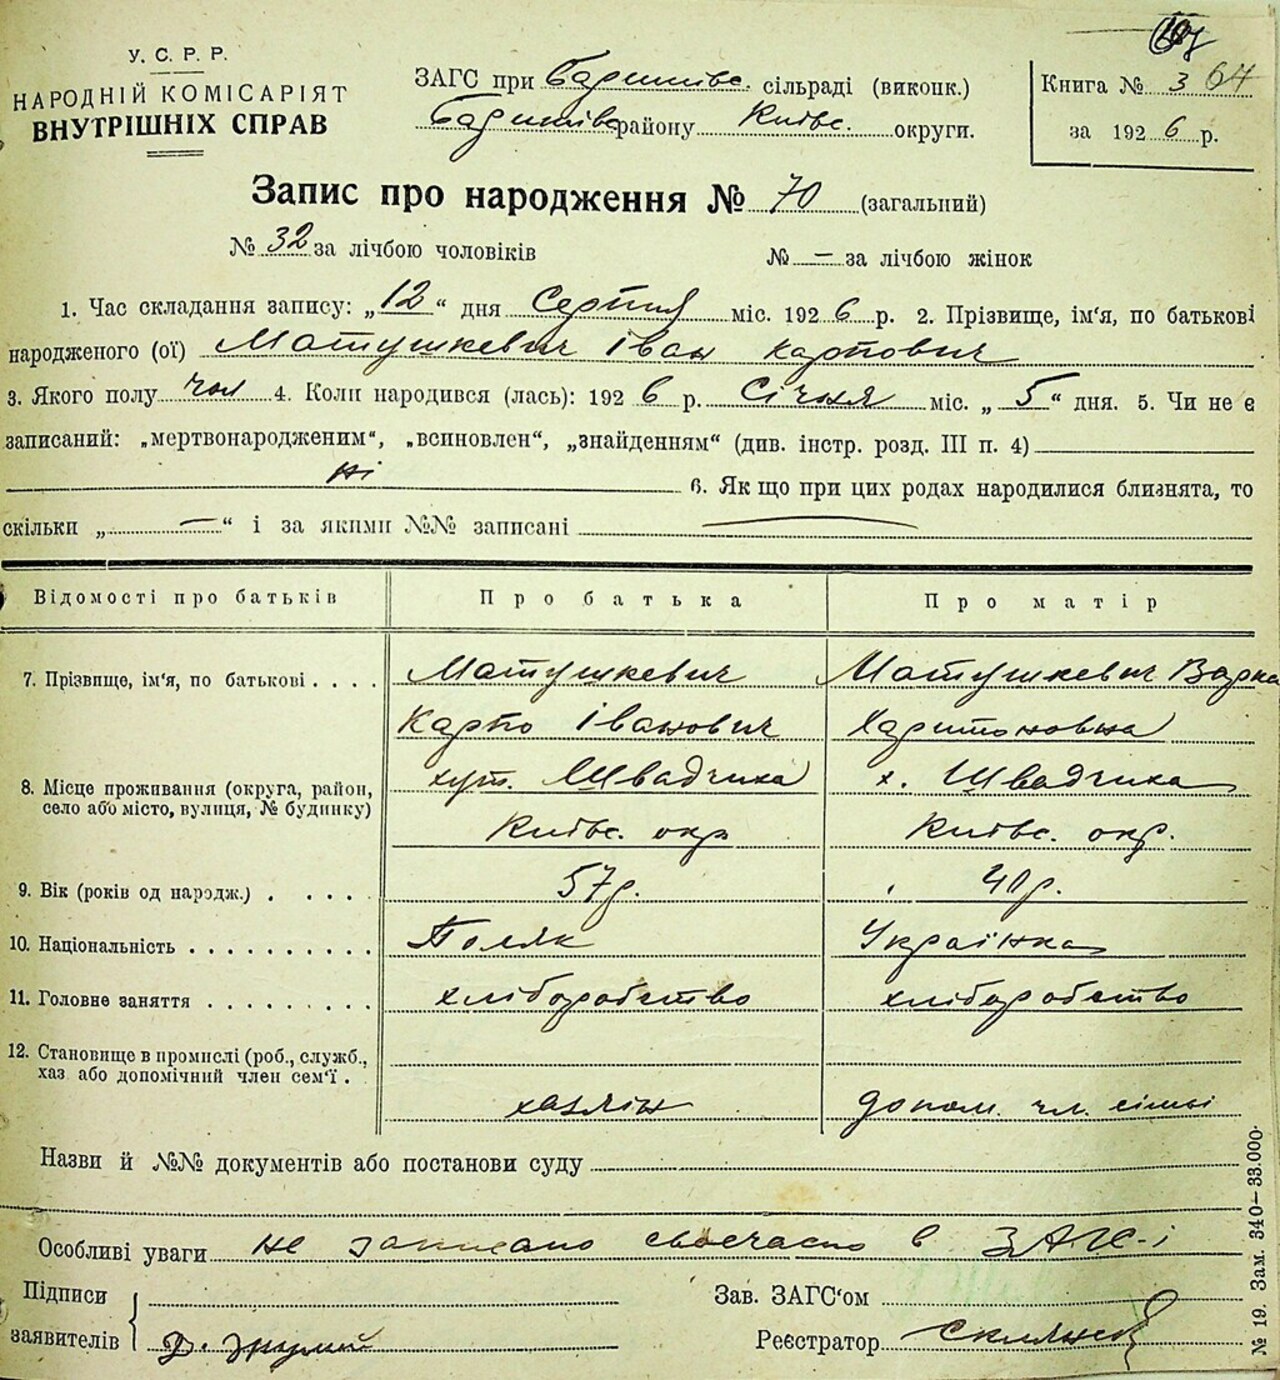 У. С. Р. Р.
НАРОДНІЙ КОМІСАРІЯТ
ВНУТРІШНІХ СПРАВ
ЗАГС при Баришівс. сільраді (виконк.)
Баришівс району Київс. округи.
Книга № 3 64
за 1926 р.
Запис про народження № 70 (загальний)
№ 32 за лічбою чоловіків № — за лічбою жінок
1. Час складання запису: „12“ дня Серпня міс. 1926 р. 2. Прізвище, ім'я, по батькові
народженого (ої) Матушкевич Іван Карпович
3. Якого полу чол 4. Коли народився (лась): 1926 р. Січня міс. „5“ дня. 5. Чи не є
записаний: „мертвонародженим“, „всиновлен“, „знайденням“ (див. інстр. розд. III п. 4)
ні 6. Як що при цих родах народилися близнята, то
скільки „—“ і за якими №№ записані —
Відомості про батьків Про батька Про матір
7. Прізвище, ім'я, по батькові . . . . Матушкевич Матушкевич Варка
Карпо Іванович Харитоновна
8. Місце проживання (округа, район, село або місто, вулиця, № будинку) хут. Швадчика х. Швадчика
Київс. окр Київс. окр.
9. Вік (років од народж.) . . . . . 57 р. 40 р.
10. Національність . . . . . . . . . . Поляк Українка
11. Головне заняття . . . . . . . . . хліборобство хліборобство
12. Становище в промислі (роб., служб., хаз або допомічний член сем'ї . хазяїн допом. чл. сімьі
Назви й №№ документів або постанови суду
Особливі уваги не записано своєчасно в ЗАГС-і
Підписи
заявителів
Зав. ЗАГС'ом
Реєстратор
№ 19. Зам. 340—33.000.